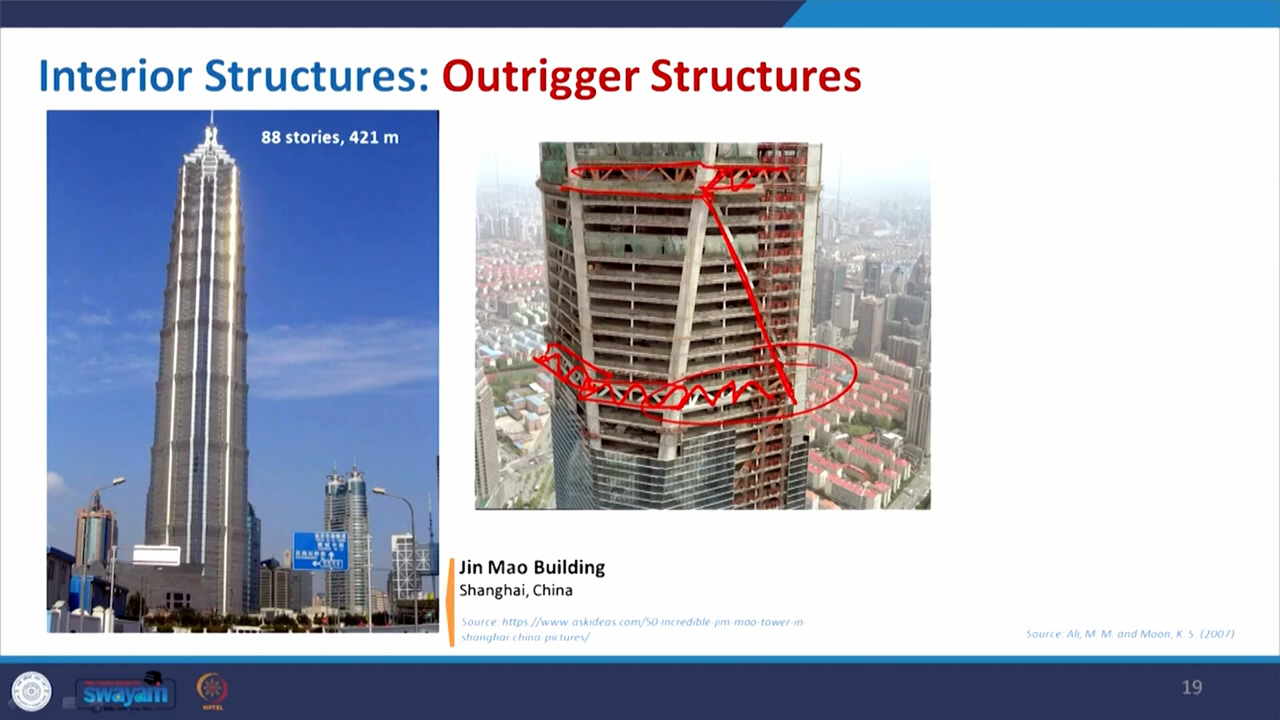 Interior Structures: Outrigger Structures
88 stories, 421 m
Jin Mao Building
Shanghai, China
Source: https://www.askideas.com/50-incredible-jim-mao-tower-in-
shanghai-china-pictures/
Source: Ali, M. M. and Moon, K. S. (2007)
swayam
NPTEL
19